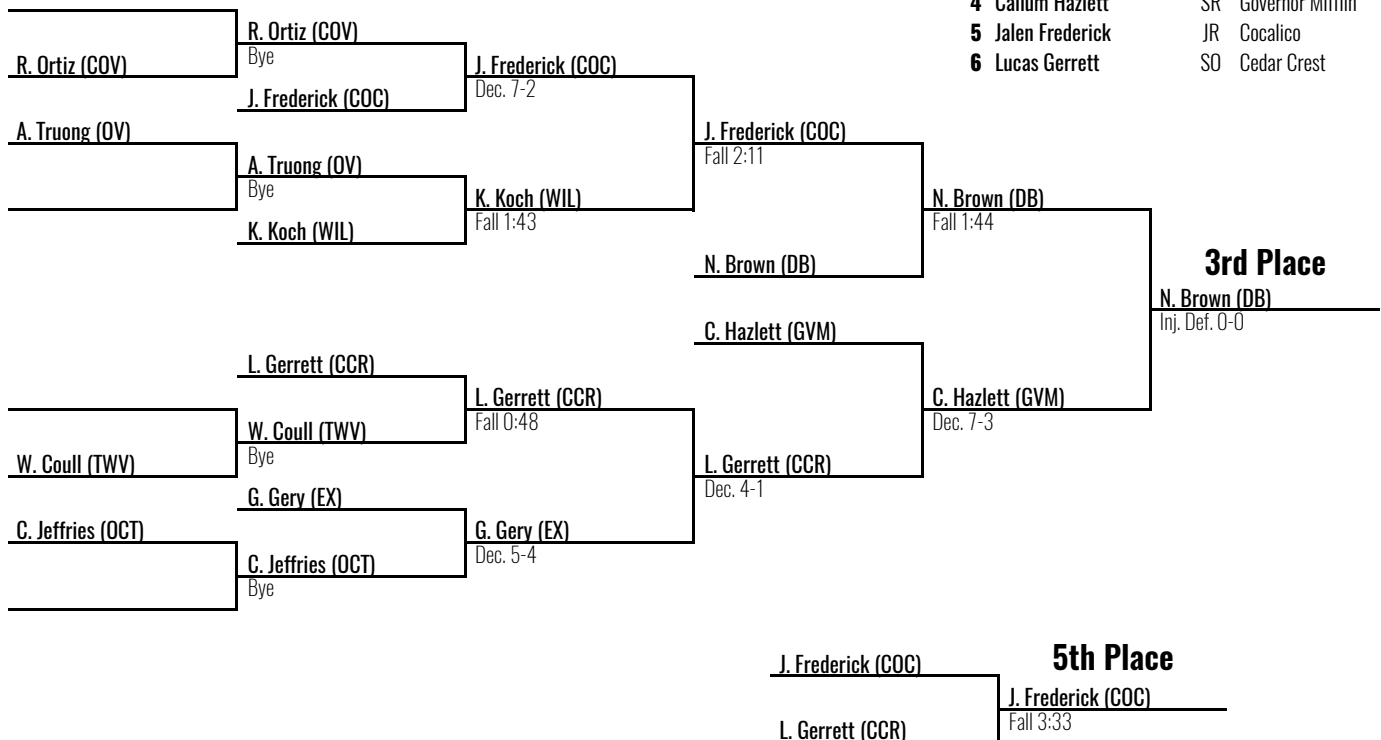 4 Callum Hazlett SR Governor Mifflin
5 Jalen Frederick JR Cocalico
6 Lucas Gerrett SO Cedar Crest
R. Ortiz (COV)
A. Truong (OV)
W. Coull (TWV)
C. Jeffries (OCT)
R. Ortiz (COV)
Bye
J. Frederick (COC)
A. Truong (OV)
Bye
K. Koch (WIL)
L. Gerrett (CCR)
W. Coull (TWV)
Bye
G. Gery (EX)
C. Jeffries (OCT)
Bye
J. Frederick (COC)
Dec. 7-2
K. Koch (WIL)
Fall 1:43
L. Gerrett (CCR)
Fall 0:48
G. Gery (EX)
Dec. 5-4
J. Frederick (COC)
Fall 2:11
N. Brown (DB)
C. Hazlett (GVM)
L. Gerrett (CCR)
Dec. 4-1
N. Brown (DB)
Fall 1:44
C. Hazlett (GVM)
Dec. 7-3
3rd Place
N. Brown (DB)
Inj. Def. 0-0
5th Place
J. Frederick (COC)
L. Gerrett (CCR)
J. Frederick (COC)
Fall 3:33